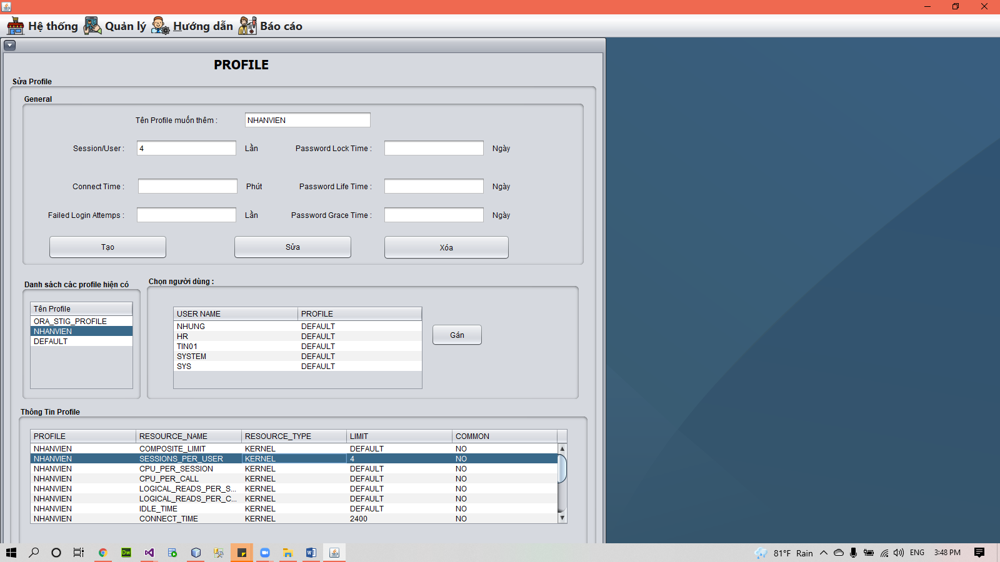 Hệ thống Quản lý Hướng dẫn Báo cáo
PROFILE
Sửa Profile
General
Tên Profile muốn thêm : NHANVIEN
Session/User : 4 Lần Password Lock Time : Ngày
Connect Time : Phút Password Life Time : Ngày
Failed Login Attemps : Lần Password Grace Time : Ngày
Tạo Sửa Xóa
Danh sách các profile hiện có
Tên Profile
ORA_STIG_PROFILE
NHANVIEN
DEFAULT
Chọn người dùng :
USER NAME PROFILE
NHUNG DEFAULT
HR DEFAULT
TIN01 DEFAULT
SYSTEM DEFAULT
SYS DEFAULT
Gán
Thông Tin Profile
PROFILE RESOURCE_NAME RESOURCE_TYPE LIMIT COMMON
NHANVIEN COMPOSITE_LIMIT KERNEL DEFAULT NO
NHANVIEN SESSIONS_PER_USER KERNEL 4 NO
NHANVIEN CPU_PER_SESSION KERNEL DEFAULT NO
NHANVIEN CPU_PER_CALL KERNEL DEFAULT NO
NHANVIEN LOGICAL_READS_PER_S... KERNEL DEFAULT NO
NHANVIEN LOGICAL_READS_PER_C... KERNEL DEFAULT NO
NHANVIEN IDLE_TIME KERNEL DEFAULT NO
NHANVIEN CONNECT_TIME KERNEL 2400 NO
Dw 81°F Rain ENG 3:48 PM